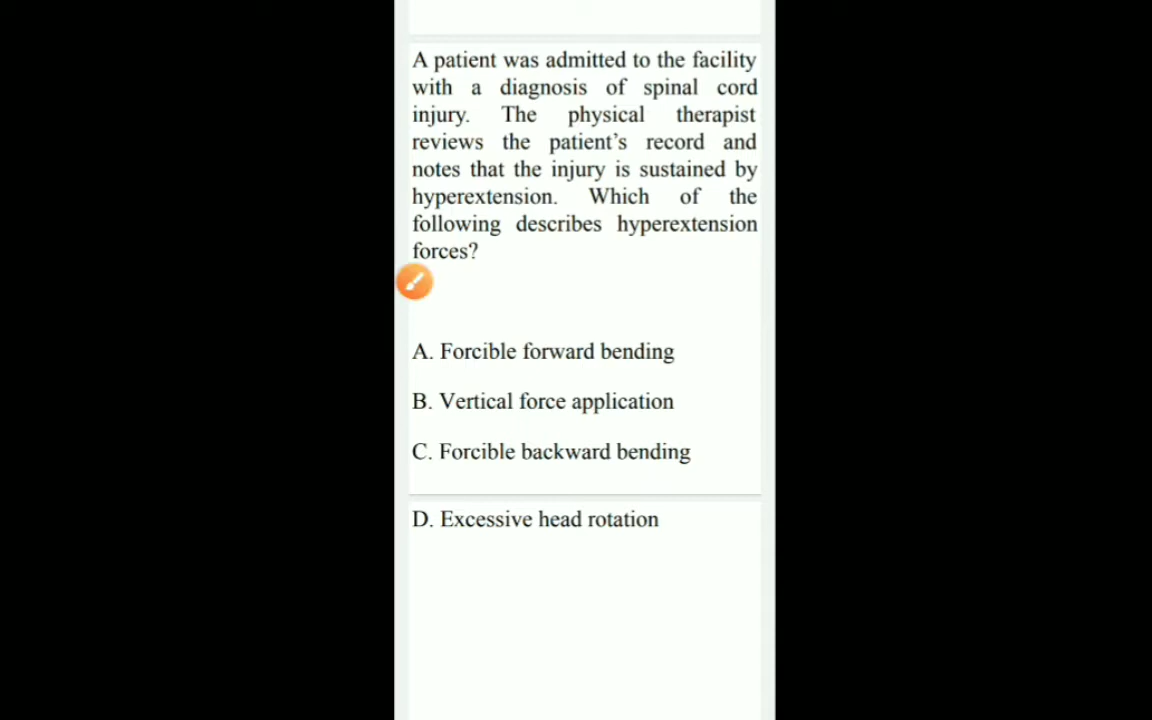 A patient was admitted to the facility
with a diagnosis of spinal cord
injury. The physical therapist
reviews the patient’s record and
notes that the injury is sustained by
hyperextension. Which of the
following describes hyperextension
forces?
A. Forcible forward bending
B. Vertical force application
C. Forcible backward bending
D. Excessive head rotation